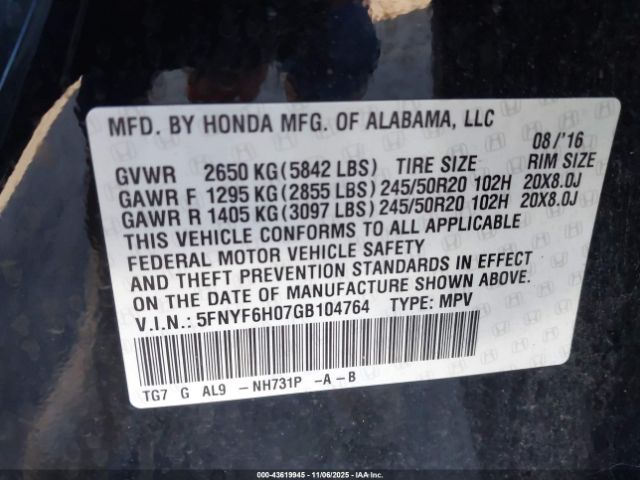 MFD. BY HONDA MFG. OF ALABAMA, LLC
08/'16
GVWR 2650 KG(5842 LBS) TIRE SIZE RIM SIZE
GAWR F 1295 KG(2855 LBS)245/50R20 102H 20X8.0J
GAWR R 1405 KG(3097 LBS)245/50R20 102H 20X8.0J
THIS VEHICLE CONFORMS TO ALL APPLICABLE
FEDERAL MOTOR VEHICLE SAFETY
AND THEFT PREVENTION STANDARDS IN EFFECT
ON THE DATE OF MANUFACTURE SHOWN ABOVE.
V.I.N.: 5FNYF6H07GB104764 TYPE: MPV
TG7 G AL9 -NH731P -A-B
000-43619945 - 11/06/2025 - IAA Inc.